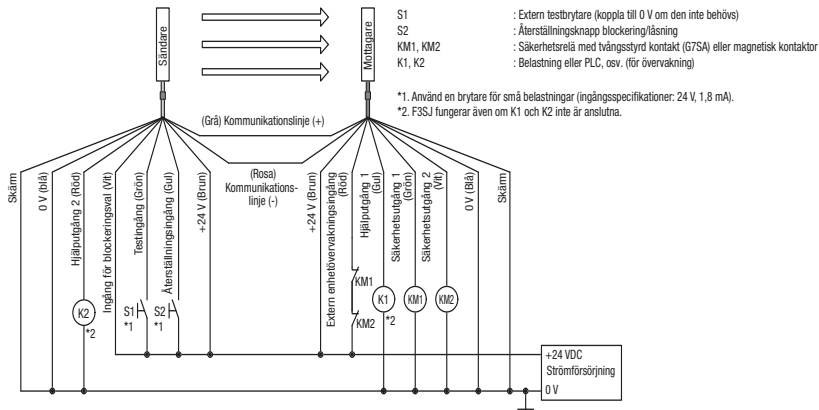 Sändare
Mottagare
S1 : Extern testbrytare (koppla till 0 V om den inte behövs)
S2 : Återställningsknapp blockering/låsning
KM1, KM2 : Säkerhetsrelä med tvångsstyrd kontakt (G7SA) eller magnetisk kontaktor
K1, K2 : Belastning eller PLC, osv. (för övervakning)
*1. Använd en brytare för små belastningar (ingångsspecifikationer: 24 V, 1,8 mA).
*2. F3SJ fungerar även om K1 och K2 inte är anslutna.
(Grå) Kommunikationslinje (+)
(Rosa)
Kommunikations-
linje (-)
Skärm
0 V (blå)
Hjälputgång 2 (Röd)
Ingång för blockeringsval (Vit)
Testingång (Grön)
Återställningsingång (Gul)
+24 V (Brun)
+24 V (Brun)
Extern enhetövervakningsingång
(Röd)
Hjälputgång 1
(Gul)
Säkerhetsutgång 1
(Grön)
Säkerhetsutgång 2
(Vit)
0 V (Blå)
Skärm
K2
*2
S1
*1
S2
*1
KM1
KM2
K1
*2
KM1
KM2
+24 VDC
Strömförsörjning
0 V